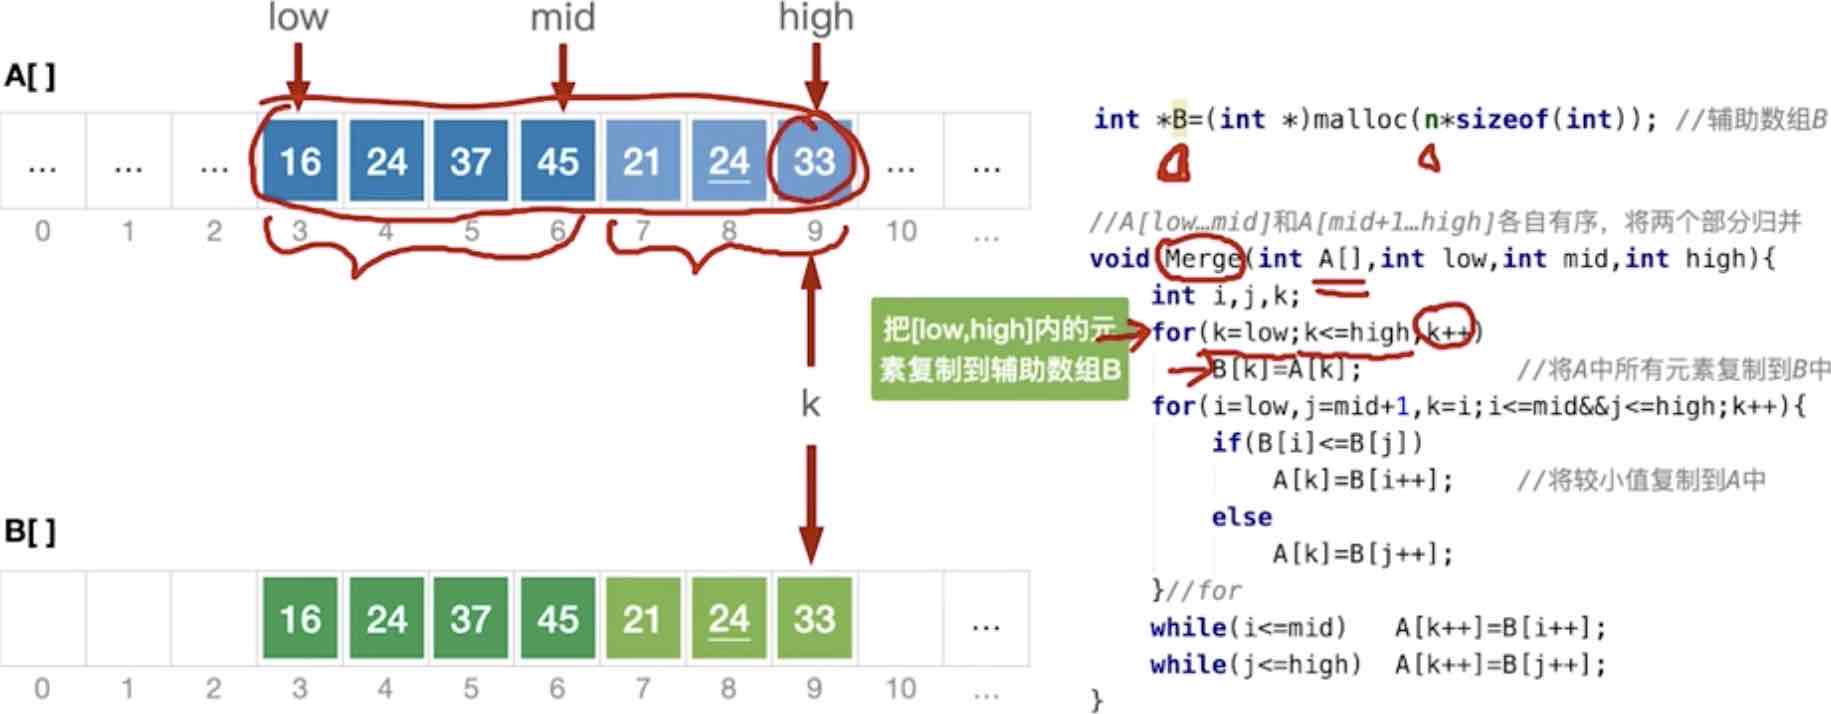 low mid high
A[ ]
... ... ... 16 24 37 45 21 24 33 ... ...
0 1 2 3 4 5 6 7 8 9 10 ...
k
B[ ]
16 24 37 45 21 24 33 ...
0 1 2 3 4 5 6 7 8 9 10 ...
把[low,high]内的元
素复制到辅助数组B
int *B=(int *)malloc(n*sizeof(int)); //辅助数组B
//A[low…mid]和A[mid+1…high]各自有序，将两个部分归并
void Merge(int A[],int low,int mid,int high){
int i,j,k;
for(k=low;k<=high;k++)
B[k]=A[k]; //将A中所有元素复制到B中
for(i=low,j=mid+1,k=i;i<=mid&&j<=high;k++){
if(B[i]<=B[j])
A[k]=B[i++]; //将较小值复制到A中
else
A[k]=B[j++];
}//for
while(i<=mid) A[k++]=B[i++];
while(j<=high) A[k++]=B[j++];
}